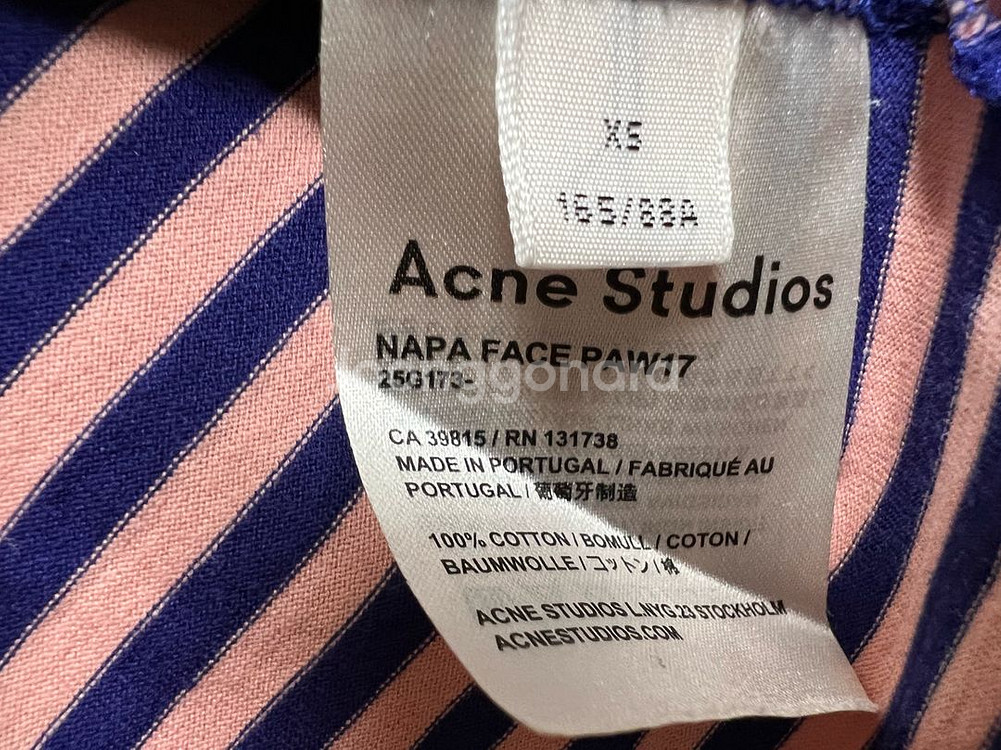 XS
165/88A
Acne Studios
NAPA FACE PAW17
25G173-
CA 39815 / RN 131738
MADE IN PORTUGAL / FABRIQUÉ AU
PORTUGAL / 葡萄牙制造
100% COTTON / BOMULL / COTON /
BAUMWOLLE / コットン / 棉
ACNE STUDIOS / L.NYG.23 STOCKHOLM
ACNESTUDIOS.COM